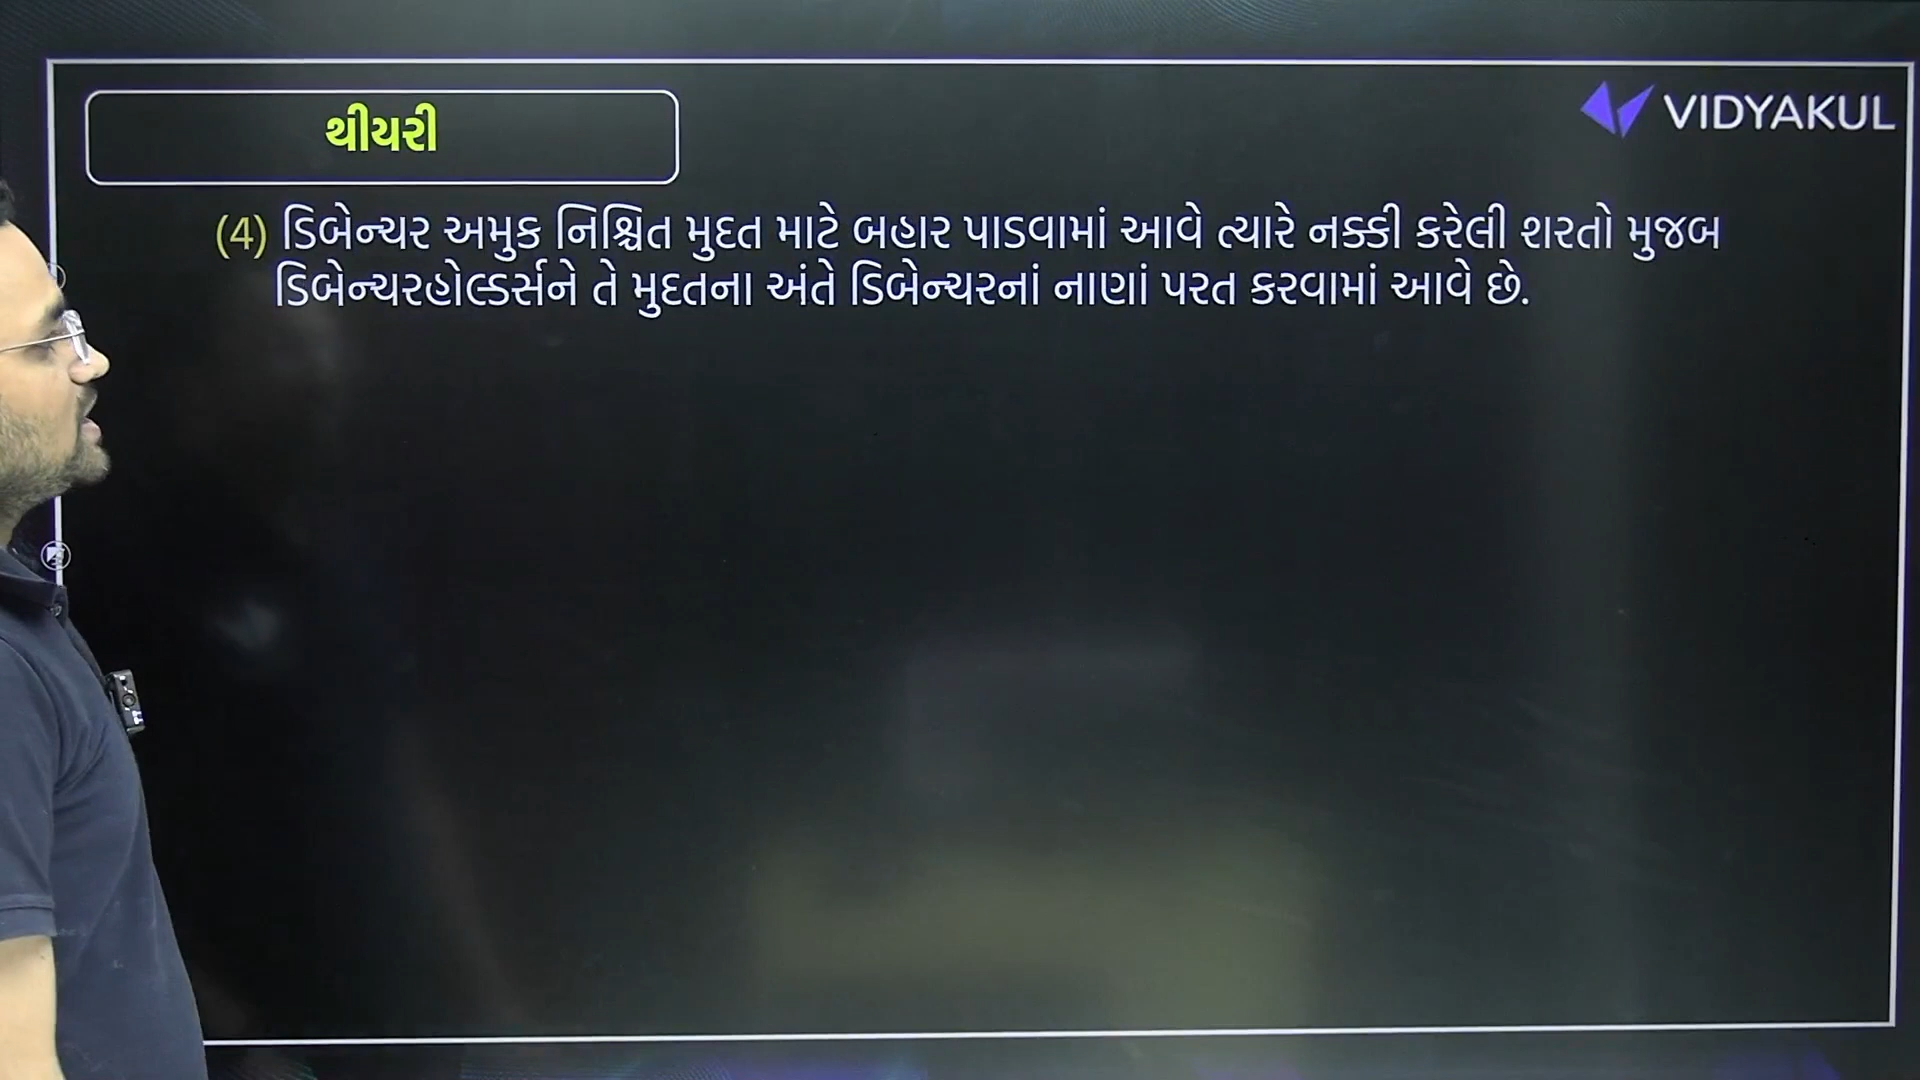 થીયરી
VIDYAKUL
(4) ડિબેન્ચર અમુક નિશ્ચિત મુદત માટે બહાર પાડવામાં આવે ત્યારે નક્કી કરેલી શરતો મુજબ
ડિબેન્ચરહોલ્ડર્સને તે મુદતના અંતે ડિબેન્ચરનાં નાણાં પરત કરવામાં આવે છે.